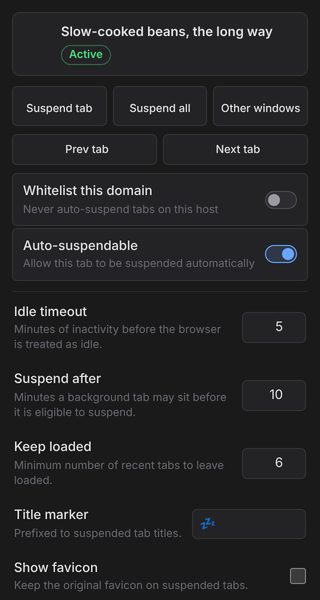 Slow-cooked beans, the long way
Active
Suspend tab
Suspend all
Other windows
Prev tab
Next tab
Whitelist this domain
Never auto-suspend tabs on this host
Auto-suspendable
Allow this tab to be suspended automatically
Idle timeout
Minutes of inactivity before the browser
is treated as idle.
5
Suspend after
Minutes a background tab may sit before
it is eligible to suspend.
10
Keep loaded
Minimum number of recent tabs to leave
loaded.
6
Title marker
Prefixed to suspended tab titles.
💤
Show favicon
Keep the original favicon on suspended tabs.